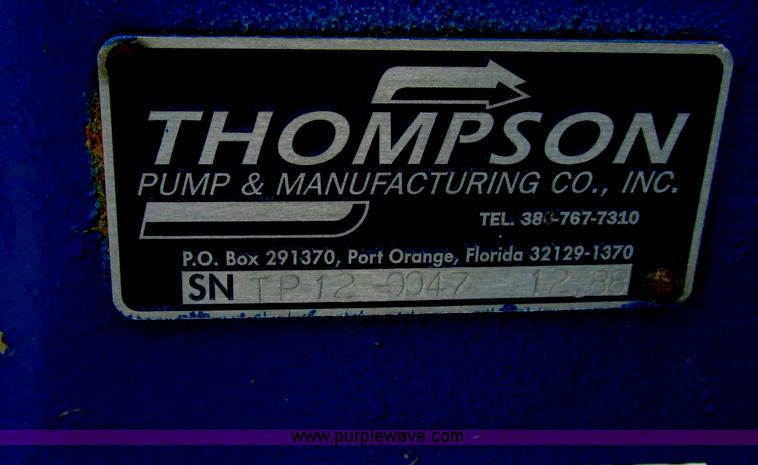 THOMPSON
PUMP & MANUFACTURING CO., INC.
TEL. 386-767-7310
P.O. Box 291370, Port Orange, Florida 32129-1370
SN TP12-0047 12.88
www.purplewave.com